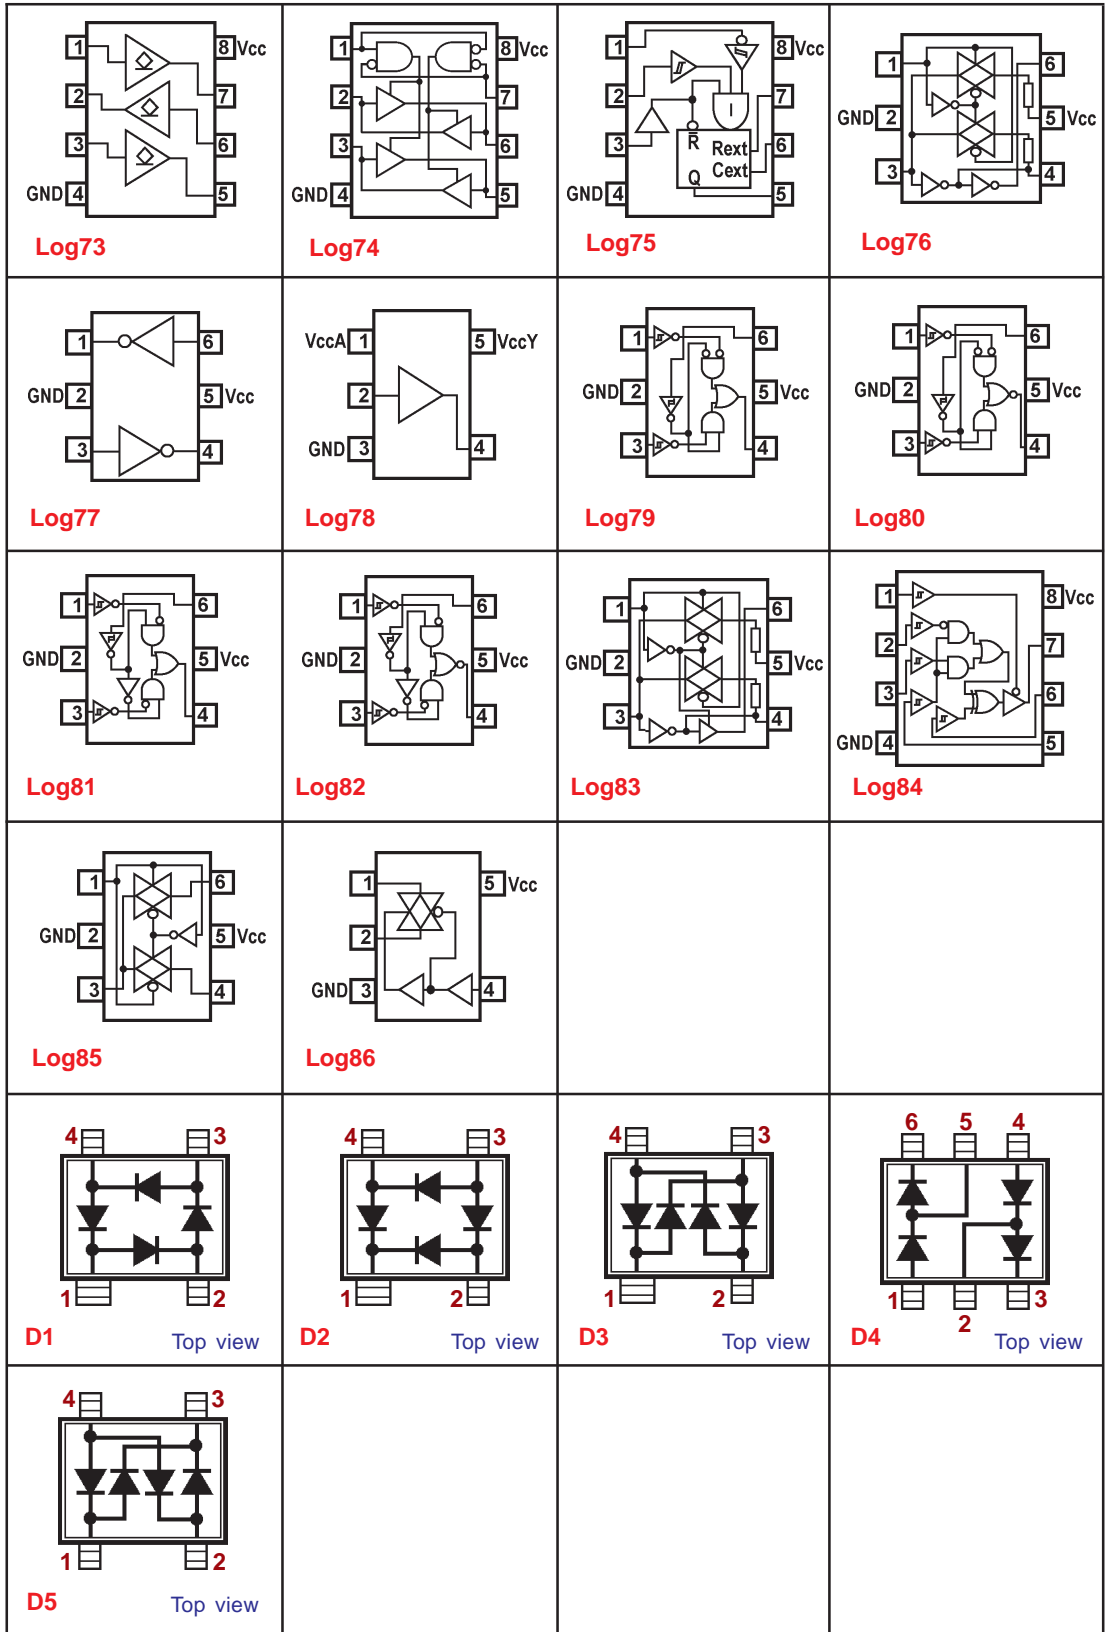 1 8 Vcc
2 7
3 6
GND 4 5
Log73
1 8 Vcc
2 7
3 6
GND 4 5
Log74
1 8 Vcc
2 7
3 R Rext 6
Cext
GND 4 Q 5
Log75
1 6
GND 2 5 Vcc
3 4
Log76
1 6
GND 2 5 Vcc
3 4
Log77
VccA 1 5 VccY
2
GND 3 4
Log78
1 6
GND 2 5 Vcc
3 4
Log79
1 6
GND 2 5 Vcc
3 4
Log80
1 6
GND 2 5 Vcc
3 4
Log81
1 6
GND 2 5 Vcc
3 4
Log82
1 6
GND 2 5 Vcc
3 4
Log83
1 8 Vcc
2 7
3 6
GND 4 5
Log84
1 6
GND 2 5 Vcc
3 4
Log85
1 5 Vcc
2
GND 3 4
Log86
4 3
1 2
D1 Top view
4 3
1 2
D2 Top view
4 3
1 2
D3 Top view
6 5 4
1 2 3
D4 Top view
4 3
1 2
D5 Top view